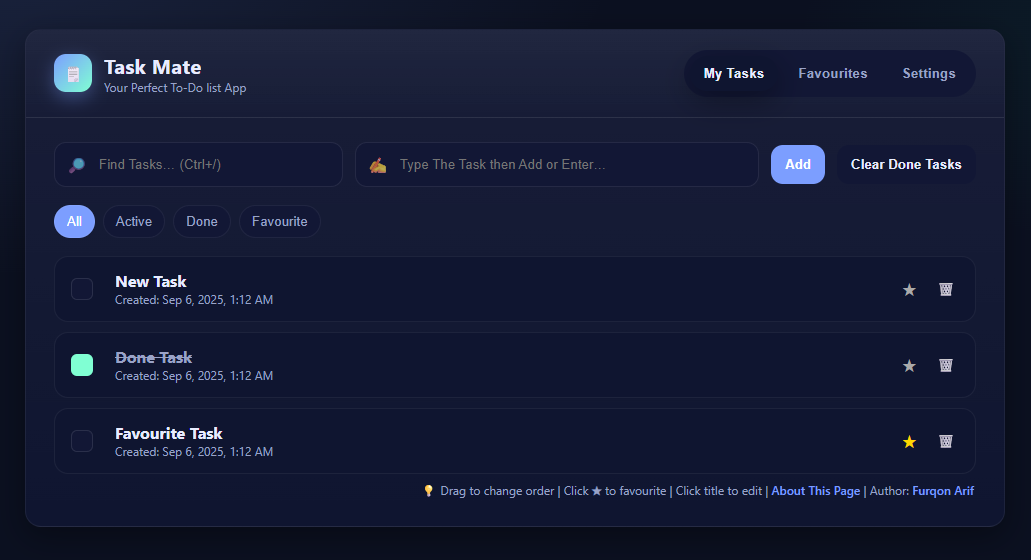 Task Mate
Your Perfect To-Do list App
My Tasks Favourites Settings
Find Tasks... (Ctrl+/)
Type The Task then Add or Enter...
Add
Clear Done Tasks
All Active Done Favourite
New Task
Created: Sep 6, 2025, 1:12 AM
Done Task
Created: Sep 6, 2025, 1:12 AM
Favourite Task
Created: Sep 6, 2025, 1:12 AM
💡 Drag to change order | Click ★ to favourite | Click title to edit | About This Page | Author: Furqon Arif